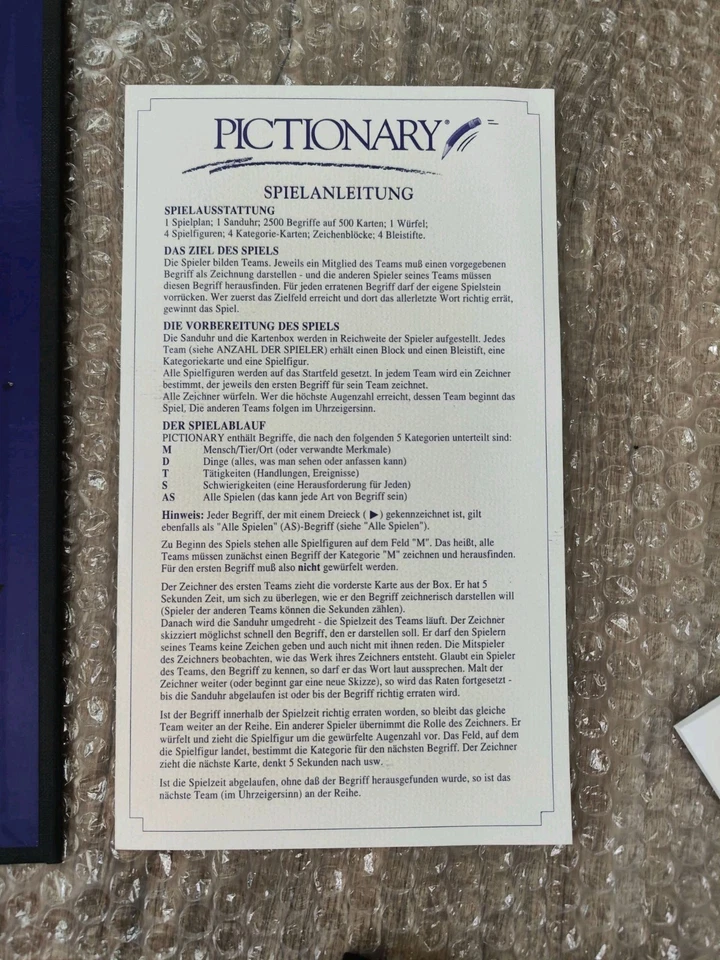 PICTIONARY®
SPIELANLEITUNG
SPIELAUSSTATTUNG
1 Spielplan; 1 Sanduhr; 2500 Begriffe auf 500 Karten; 1 Würfel;
4 Spielfiguren; 4 Kategorie-Karten; Zeichenblöcke; 4 Bleistifte.
DAS ZIEL DES SPIELS
Die Spieler bilden Teams. Jeweils ein Mitglied des Teams muß einen vorgegebenen
Begriff als Zeichnung darstellen - und die anderen Spieler seines Teams müssen
diesen Begriff herausfinden. Für jeden erratenen Begriff darf der eigene Spielstein
vorrücken. Wer zuerst das Zielfeld erreicht und dort das allerletzte Wort richtig errät,
gewinnt das Spiel.
DIE VORBEREITUNG DES SPIELS
Die Sanduhr und die Kartenbox werden in Reichweite der Spieler aufgestellt. Jedes
Team (siehe ANZAHL DER SPIELER) erhält einen Block und einen Bleistift, eine
Kategoriekarte und eine Spielfigur.
Alle Spielfiguren werden auf das Startfeld gesetzt. In jedem Team wird ein Zeichner
bestimmt, der jeweils den ersten Begriff für sein Team zeichnet.
Alle Zeichner würfeln. Wer die höchste Augenzahl erreicht, dessen Team beginnt das
Spiel. Die anderen Teams folgen im Uhrzeigersinn.
DER SPIELABLAUF
PICTIONARY enthält Begriffe, die nach den folgenden 5 Kategorien unterteilt sind:
M Mensch/Tier/Ort (oder verwandte Merkmale)
D Dinge (alles, was man sehen oder anfassen kann)
T Tätigkeiten (Handlungen, Ereignisse)
S Schwierigkeiten (eine Herausforderung für Jeden)
AS Alle Spielen (das kann jede Art von Begriff sein)
Hinweis: Jeder Begriff, der mit einem Dreieck ( ▶ ) gekennzeichnet ist, gilt
ebenfalls als "Alle Spielen" (AS)-Begriff (siehe "Alle Spielen").
Zu Beginn des Spiels stehen alle Spielfiguren auf dem Feld "M". Das heißt, alle
Teams müssen zunächst einen Begriff der Kategorie "M" zeichnen und herausfinden.
Für den ersten Begriff muß also nicht gewürfelt werden.
Der Zeichner des ersten Teams zieht die vorderste Karte aus der Box. Er hat 5
Sekunden Zeit, um sich zu überlegen, wie er den Begriff zeichnerisch darstellen will
(Spieler der anderen Teams können die Sekunden zählen).
Danach wird die Sanduhr umgedreht - die Spielzeit des Teams läuft. Der Zeichner
skizziert möglichst schnell den Begriff, den er darstellen soll. Er darf den Spielern
seines Teams keine Zeichen geben und auch nicht mit ihnen reden. Die Mitspieler
des Zeichners beobachten, wie das Werk ihres Zeichners entsteht. Glaubt ein Spieler
des Teams, den Begriff zu kennen, so darf er das Wort laut aussprechen. Malt der
Zeichner weiter (oder beginnt gar eine neue Skizze), so wird das Raten fortgesetzt -
bis die Sanduhr abgelaufen ist oder bis der Begriff richtig erraten wird.
Ist der Begriff innerhalb der Spielzeit richtig erraten worden, so bleibt das gleiche
Team weiter an der Reihe. Ein anderer Spieler übernimmt die Rolle des Zeichners. Er
würfelt und zieht die Spielfigur um die gewürfelte Augenzahl vor. Das Feld, auf dem
die Spielfigur landet, bestimmt die Kategorie für den nächsten Begriff. Der Zeichner
zieht die nächste Karte, denkt 5 Sekunden nach usw.
Ist die Spielzeit abgelaufen, ohne daß der Begriff herausgefunden wurde, so ist das
nächste Team (im Uhrzeigersinn) an der Reihe.